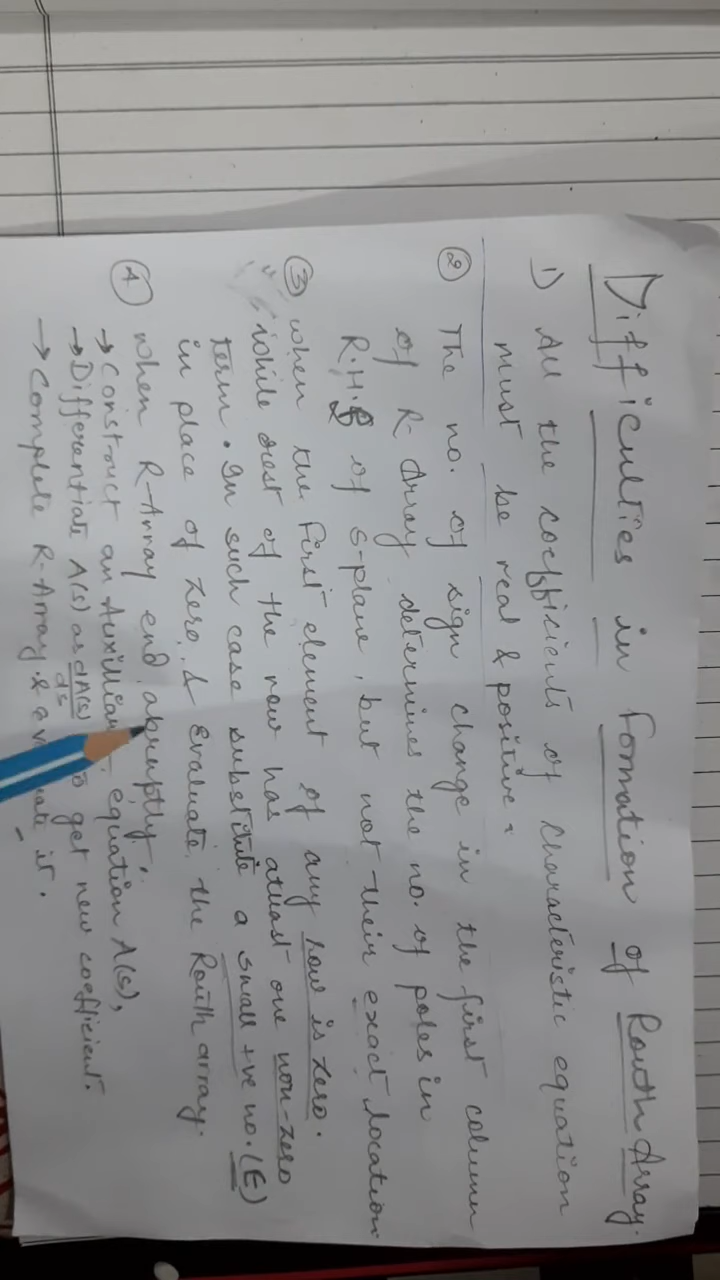 Difficulties in Formation of Routh Array.
1) All the coefficients of characteristic equation
must be real & positive.
② The no. of sign change in the first column
of R-Array determines the no. of poles in
R.H.S of s-plane, but not their exact location
③ When the first element of any row is zero.
While rest of the row has atleast one non-zero
term. In such case substitute a small +ve no. (E)
in place of zero. & Evaluate the Routh array.
④ When R-Array end abruptly.
→ Construct an equation A(s),
→ Differentiate A(s) as dA(s)/ds to get new coefficient.
→ Complete R-Array & it.